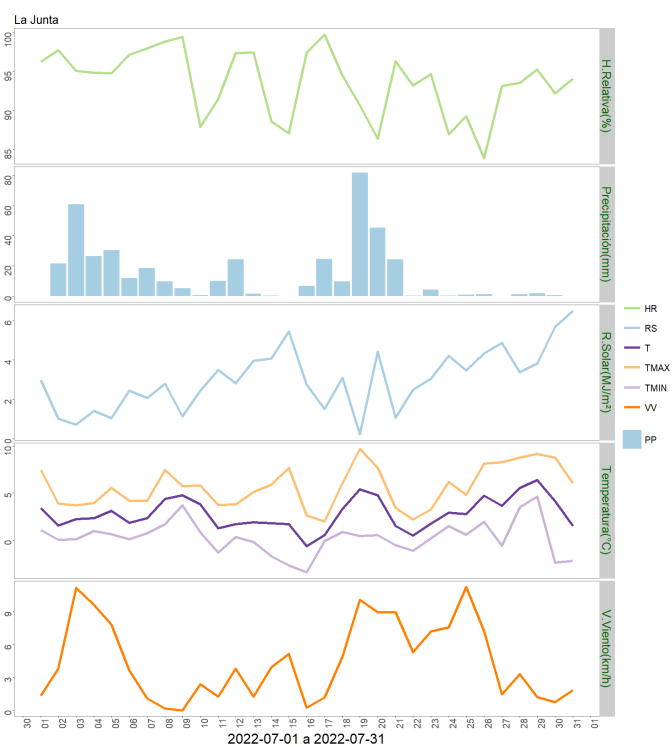 La Junta
100
95
90
85
H.Relativa(%)
80
60
40
20
0
Precipitación(mm)
6
4
2
0
R.Solar(MJ/m²)
10
5
0
Temperatura(°C)
9
6
3
0
V.Viento(km/h)
30 01 02 03 04 05 06 07 08 09 10 11 12 13 14 15 16 17 18 19 20 21 22 23 24 25 26 27 28 29 30 31 01
2022-07-01 a 2022-07-31
HR
RS
T
TMAX
TMIN
VV
PP